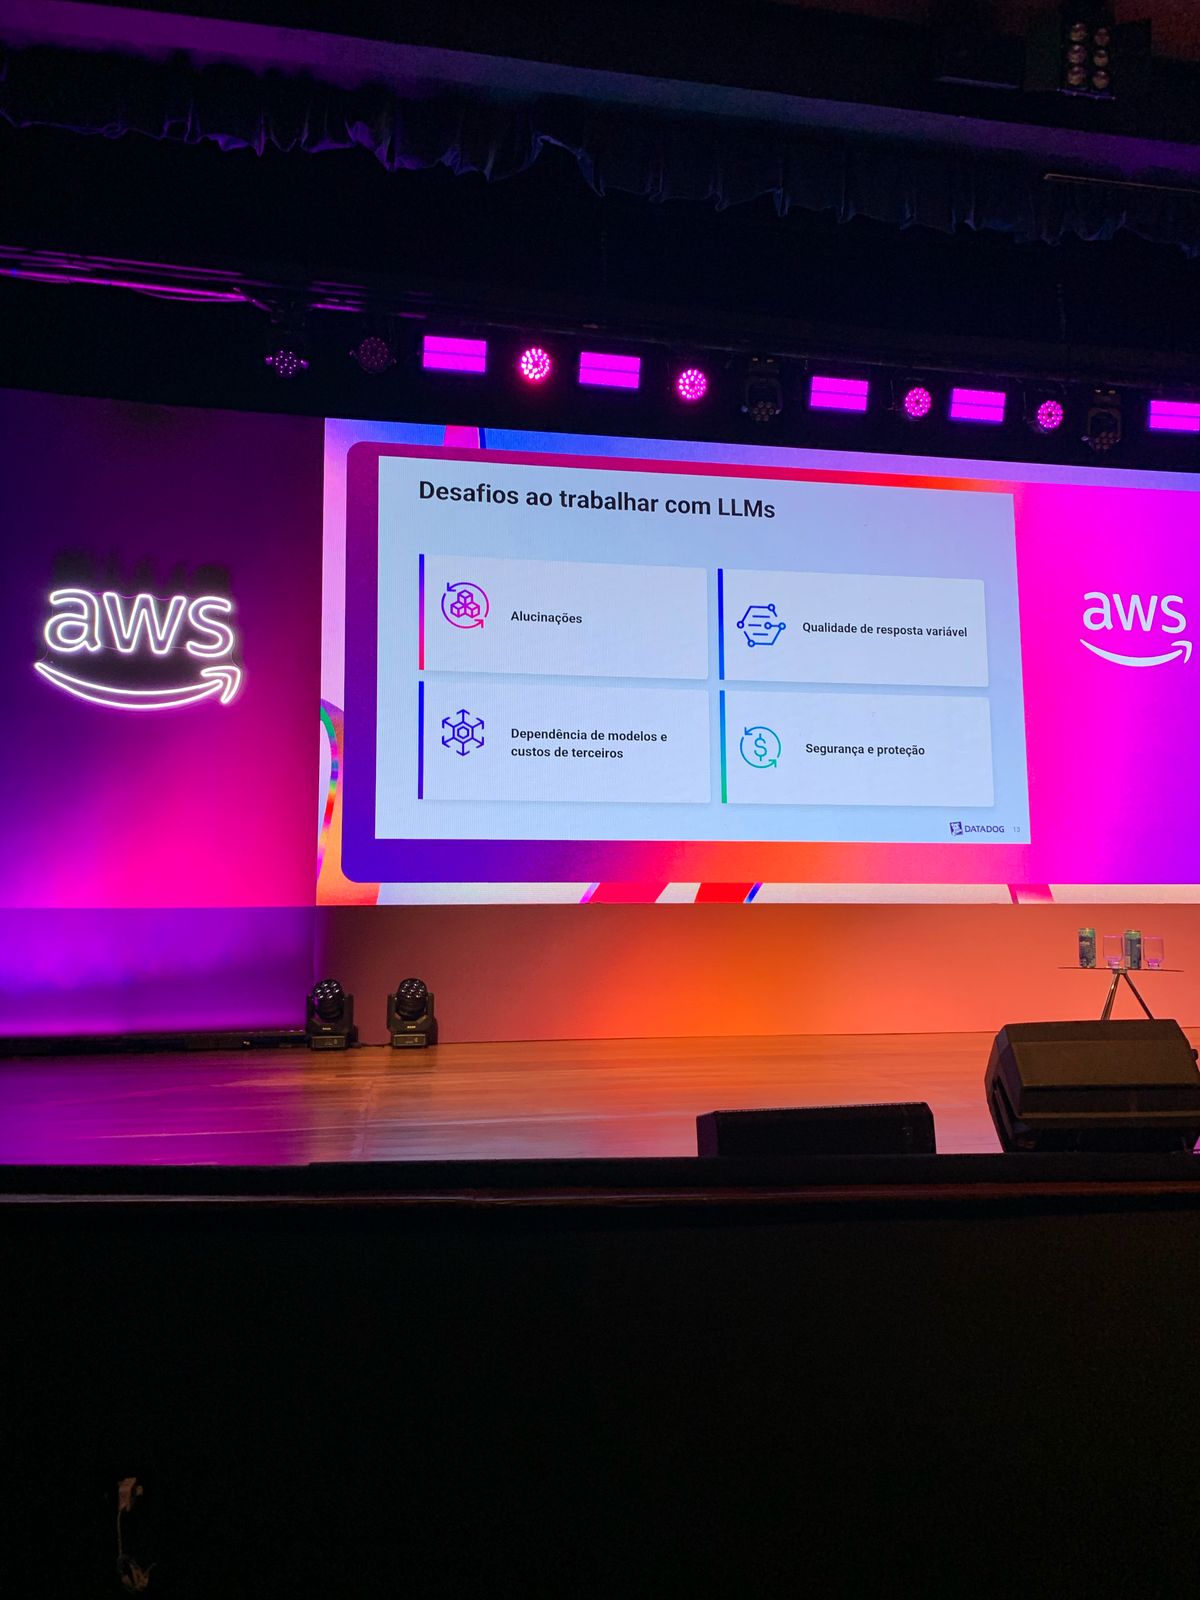 Desafios ao trabalhar com LLMs
Alucinações
Qualidade de resposta variável
Dependência de modelos e
custos de terceiros
Segurança e proteção
DATADOG 13
aws
aws